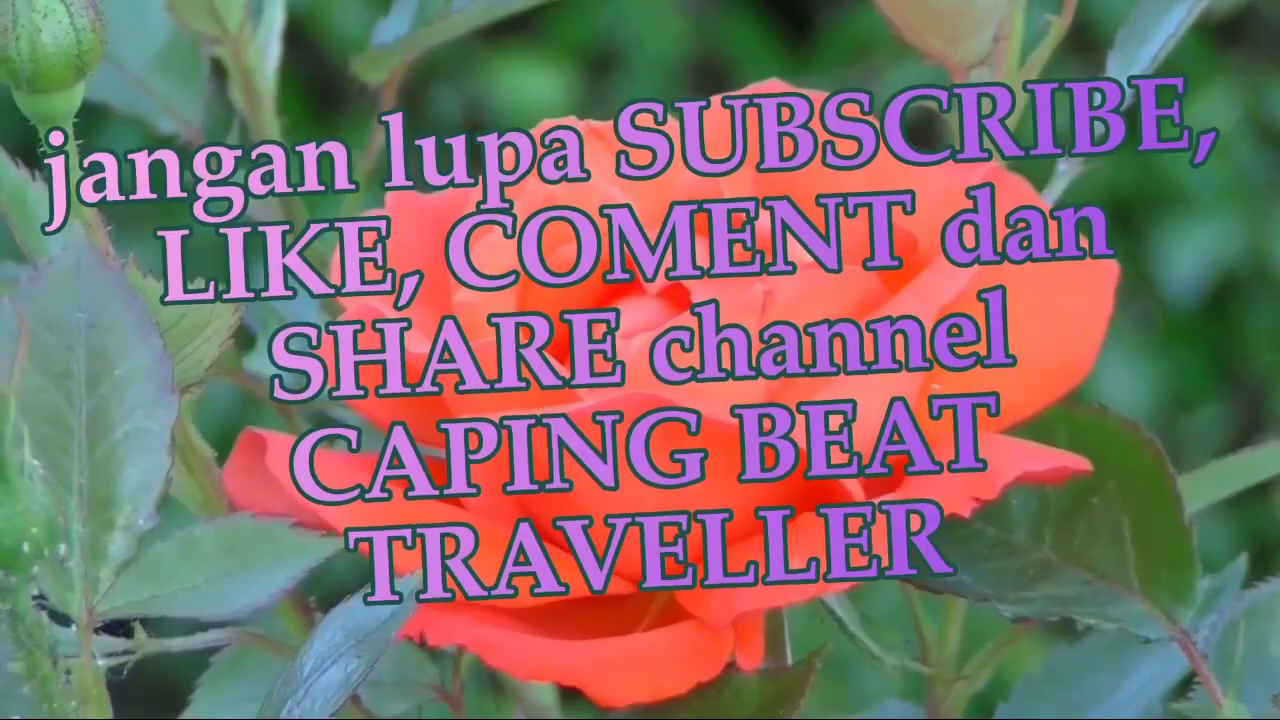 jangan lupa SUBSCRIBE,
LIKE, COMENT dan
SHARE channel
CAPING BEAT
TRAVELLER